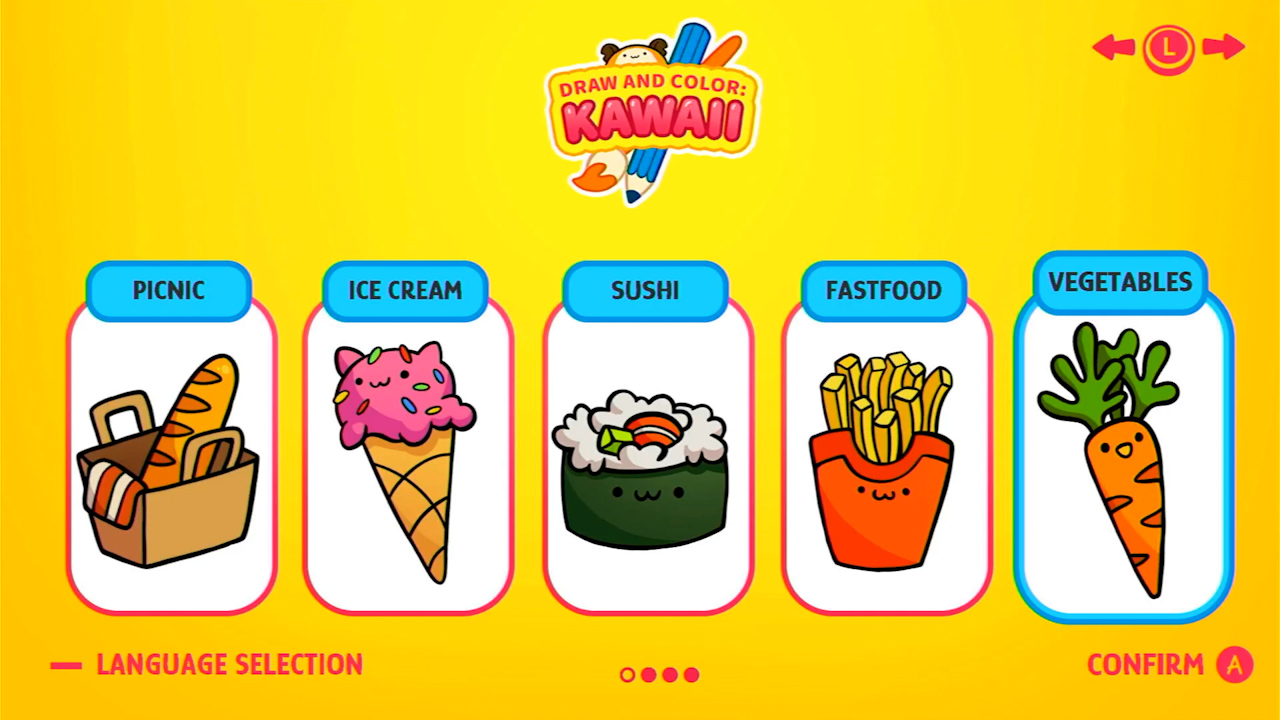 L
DRAW AND COLOR:
KAWAII
PICNIC
ICE CREAM
SUSHI
FASTFOOD
VEGETABLES
LANGUAGE SELECTION
CONFIRM A